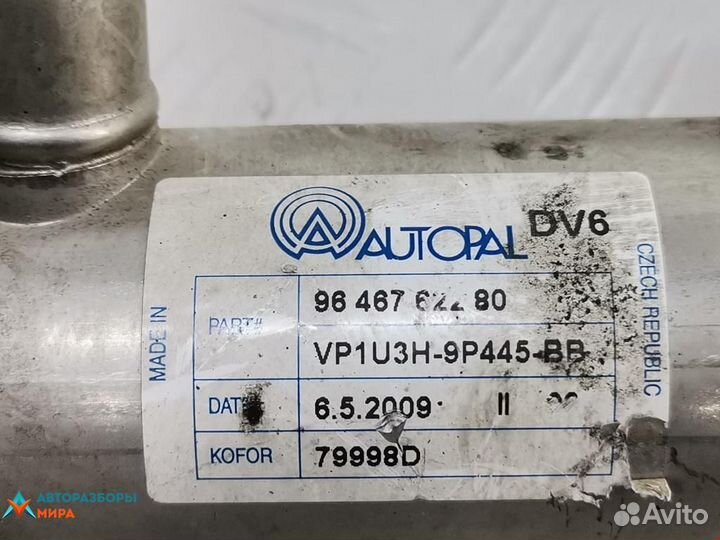 AUTOPAL DV6
MADE IN
CZECH REPUBLIC
PART#
96 467 622 80
VP1U3H-9P445-BB
6.5.2009 II
KOFOR 79998D
АВТОРАЗБОРЫ
МИРА
Avito